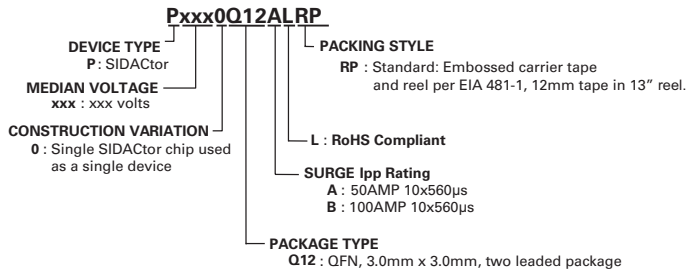 Pxxx0Q12ALRP
DEVICE TYPE
P : SIDACtor
MEDIAN VOLTAGE
xxx : xxx volts
CONSTRUCTION VARIATION
0 : Single SIDACtor chip used
as a single device
PACKING STYLE
RP : Standard: Embossed carrier tape
and reel per EIA 481-1, 12mm tape in 13” reel.
L : RoHS Compliant
SURGE Ipp Rating
A : 50AMP 10x560µs
B : 100AMP 10x560µs
PACKAGE TYPE
Q12 : QFN, 3.0mm x 3.0mm, two leaded package